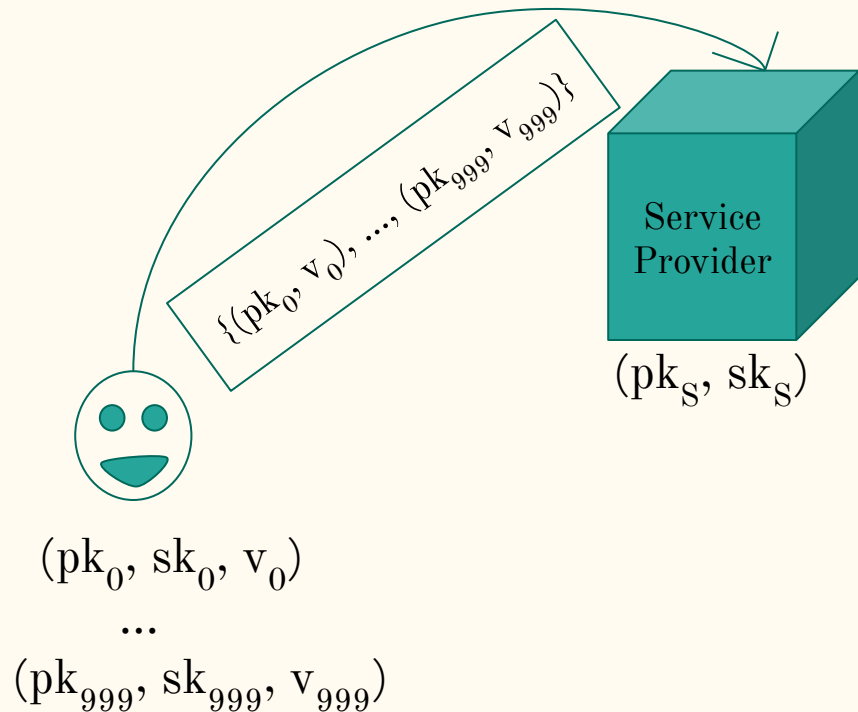 {(pk₀, v₀), ..., (pk₉₉₉, v₉₉₉)}
Service
Provider
(pkₛ, skₛ)
(pk₀, sk₀, v₀)
...
(pk₉₉₉, sk₉₉₉, v₉₉₉)